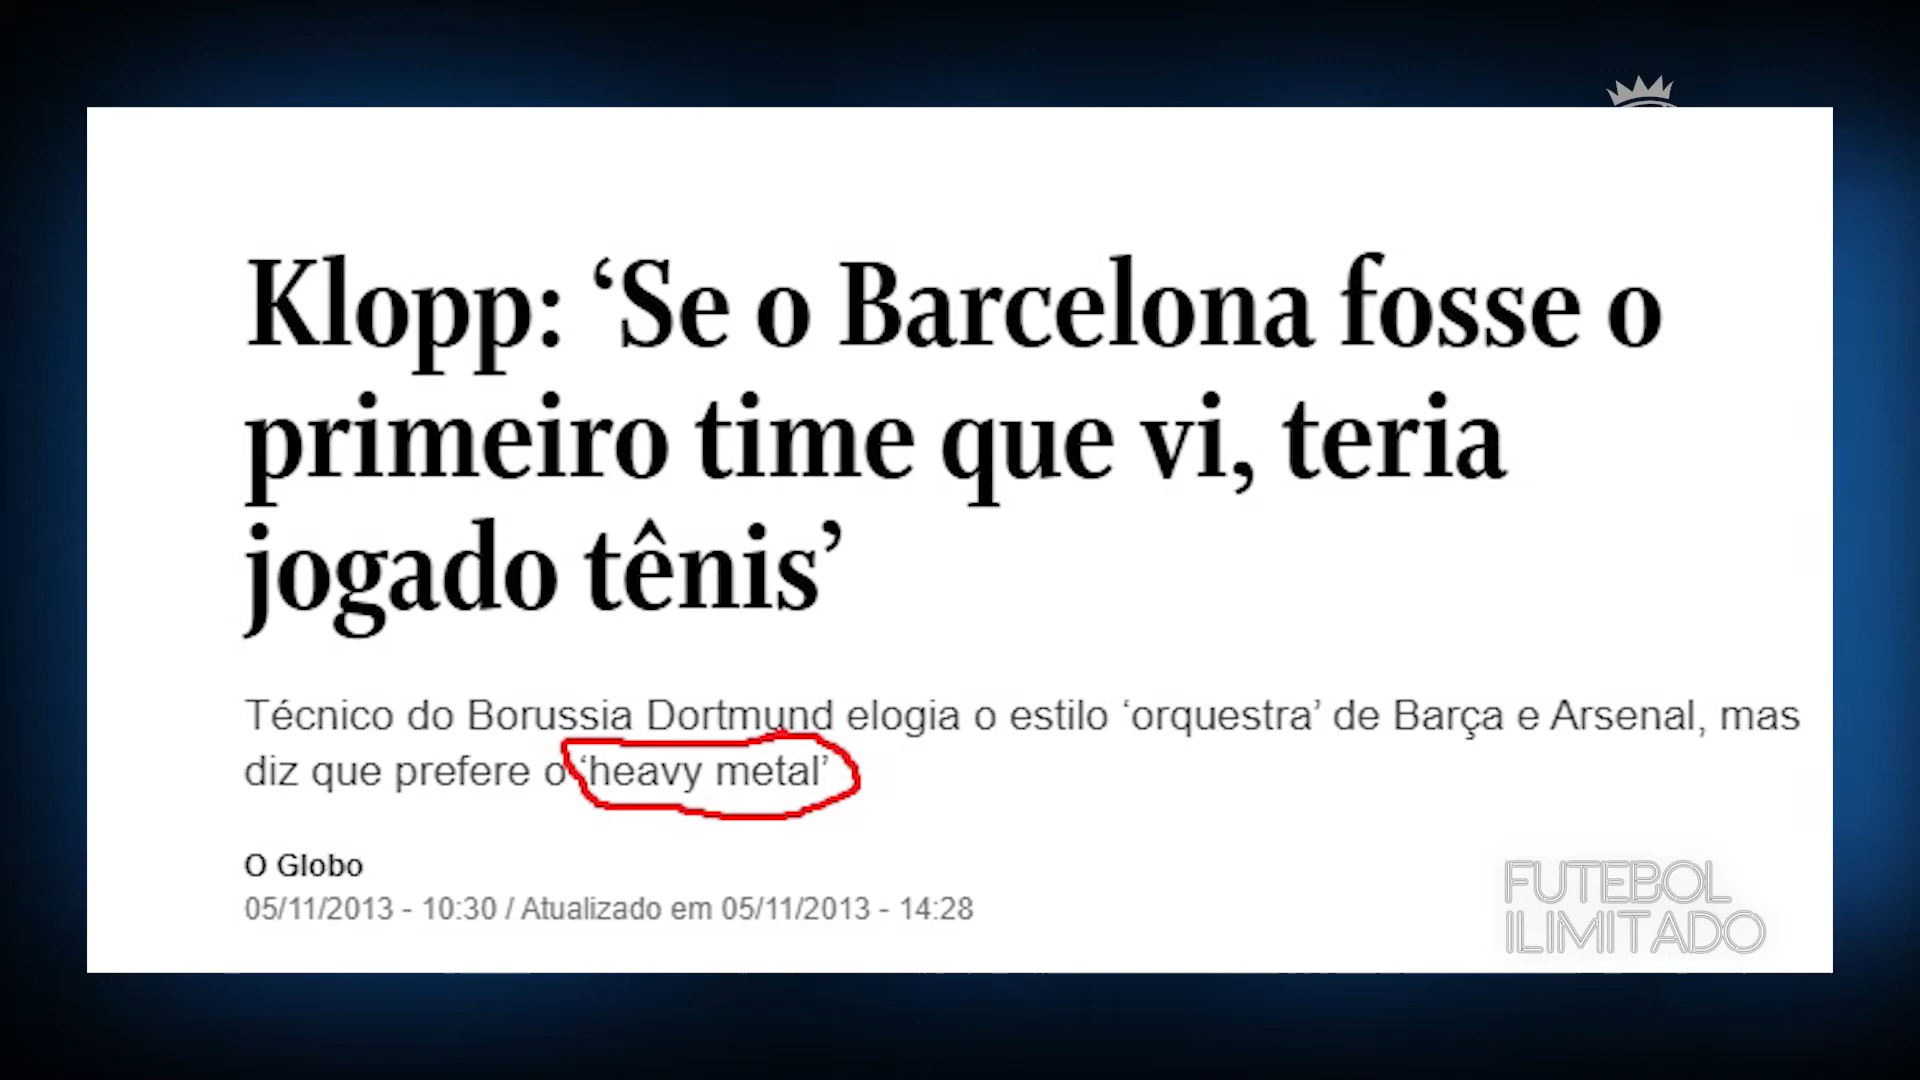 Klopp: ‘Se o Barcelona fosse o
primeiro time que vi, teria
jogado tênis’
Técnico do Borussia Dortmund elogia o estilo ‘orquestra’ de Barça e Arsenal, mas
diz que prefere o ‘heavy metal’
O Globo
05/11/2013 - 10:30 / Atualizado em 05/11/2013 - 14:28
FUTEBOL
ILIMITADO